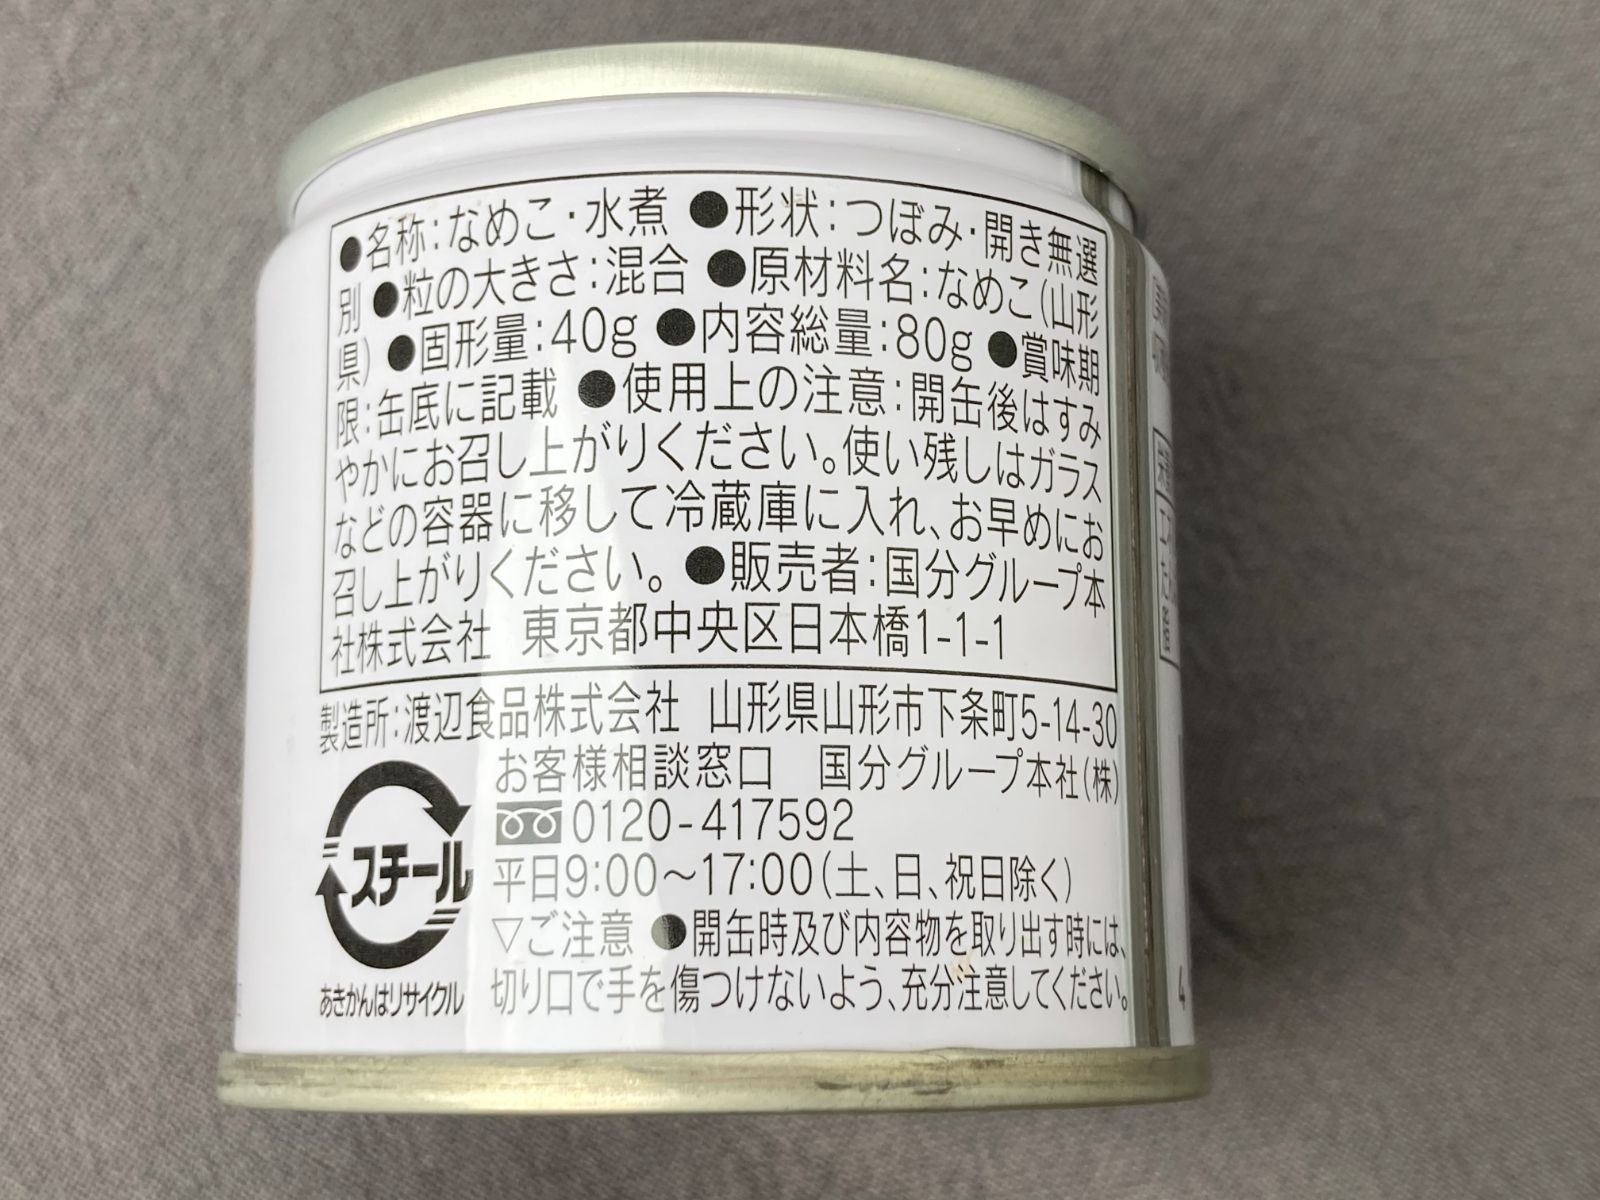 ●名称:なめこ・水煮 ●形状:つぼみ・開き無選
別 ●粒の大きさ:混合 ●原材料名:なめこ(山形
県) ●固形量:40g ●内容総量:80g ●賞味期
限:缶底に記載 ●使用上の注意:開缶後はすみ
やかにお召し上がりください。使い残しはガラス
などの容器に移して冷蔵庫に入れ、お早めにお
召し上がりください。 ●販売者:国分グループ本
社株式会社 東京都中央区日本橋1-1-1
製造所:渡辺食品株式会社 山形県山形市下条町5-14-30
お客様相談窓口 国分グループ本社(株)
0120-417592
平日9:00～17:00(土、日、祝日除く)
▽ご注意 ●開缶時及び内容物を取り出す時には、
切り口で手を傷つけないよう、充分注意してください。
スチール
あきかんはリサイクル